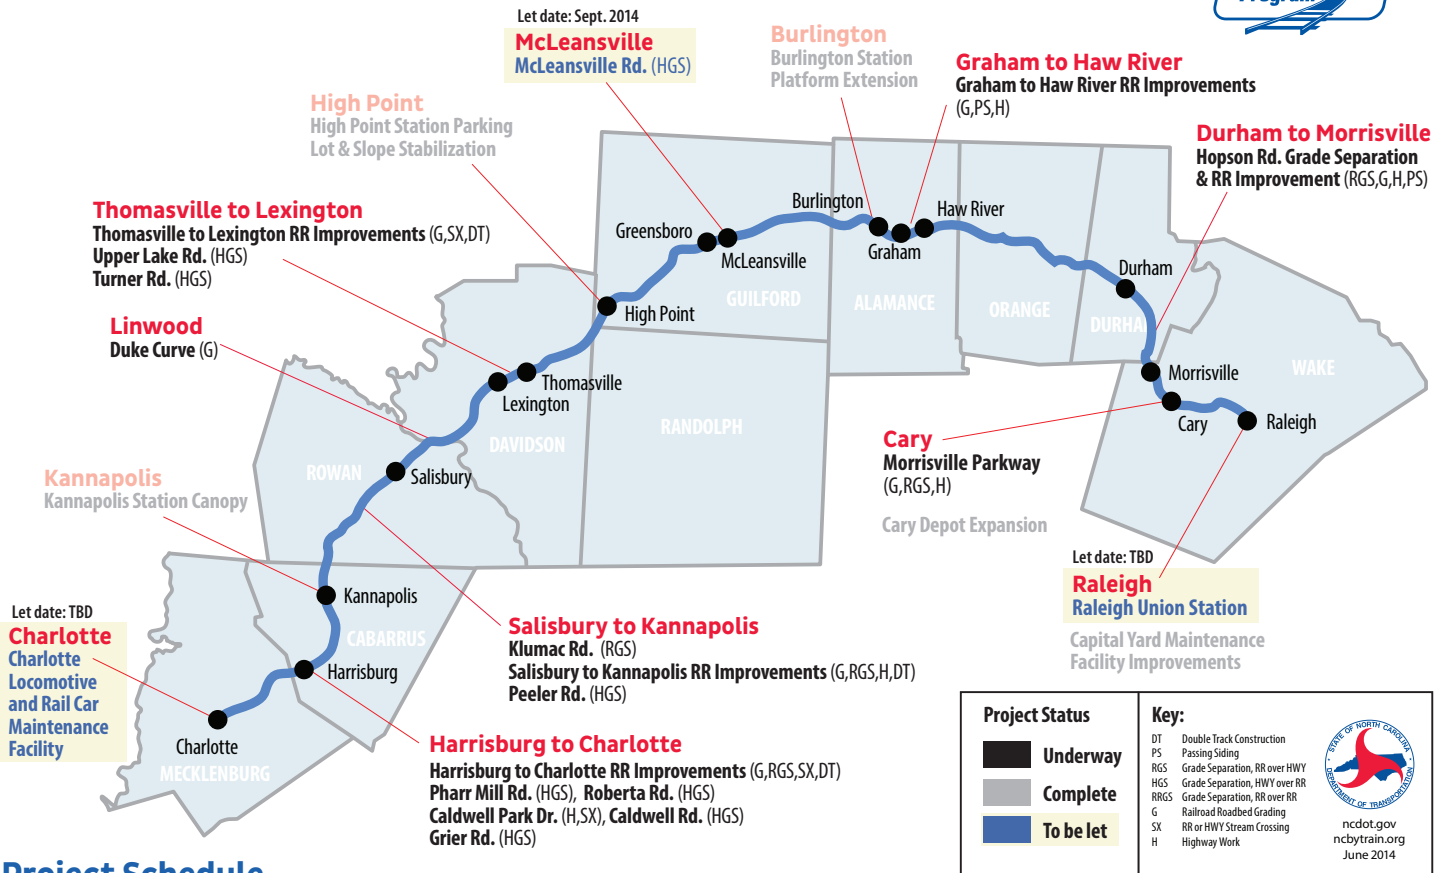 Program
Let date: Sept. 2014
McLeansville
McLeansville Rd. (HGS)
Burlington
Burlington Station
Platform Extension
Graham to Haw River
Graham to Haw River RR Improvements
(G,PS,H)
High Point
High Point Station Parking
Lot & Slope Stabilization
Durham to Morrisville
Hopson Rd. Grade Separation
& RR Improvement (RGS,G,H,PS)
Thomasville to Lexington
Thomasville to Lexington RR Improvements (G,SX,DT)
Upper Lake Rd. (HGS)
Turner Rd. (HGS)
Linwood
Duke Curve (G)
Kannapolis
Kannapolis Station Canopy
Greensboro
McLeansville
Burlington
Graham
Haw River
Durham
High Point
Thomasville
Lexington
Salisbury
Kannapolis
Harrisburg
Charlotte
Morrisville
Cary
Raleigh
GUILFORD
ALAMANCE
ORANGE
DURHA
WAKE
RANDOLPH
DAVIDSON
ROWAN
CABARRUS
MECKLENBURG
Cary
Morrisville Parkway
(G,RGS,H)
Cary Depot Expansion
Let date: TBD
Raleigh
Raleigh Union Station
Capital Yard Maintenance
Facility Improvements
Let date: TBD
Charlotte
Charlotte
Locomotive
and Rail Car
Maintenance
Facility
Salisbury to Kannapolis
Klumac Rd. (RGS)
Salisbury to Kannapolis RR Improvements (G,RGS,H,DT)
Peeler Rd. (HGS)
Harrisburg to Charlotte
Harrisburg to Charlotte RR Improvements (G,RGS,SX,DT)
Pharr Mill Rd. (HGS), Roberta Rd. (HGS)
Caldwell Park Dr. (H,SX), Caldwell Rd. (HGS)
Grier Rd. (HGS)
Project Status
Underway
Complete
To be let
Key:
DT Double Track Construction
PS Passing Siding
RGS Grade Separation, RR over HWY
HGS Grade Separation, HWY over RR
RRGS Grade Separation, RR over RR
G Railroad Roadbed Grading
SX RR or HWY Stream Crossing
H Highway Work
STATE OF NORTH CAROLINA
DEPARTMENT OF TRANSPORTATION
ncdot.gov
ncbytrain.org
June 2014
Project Schedule